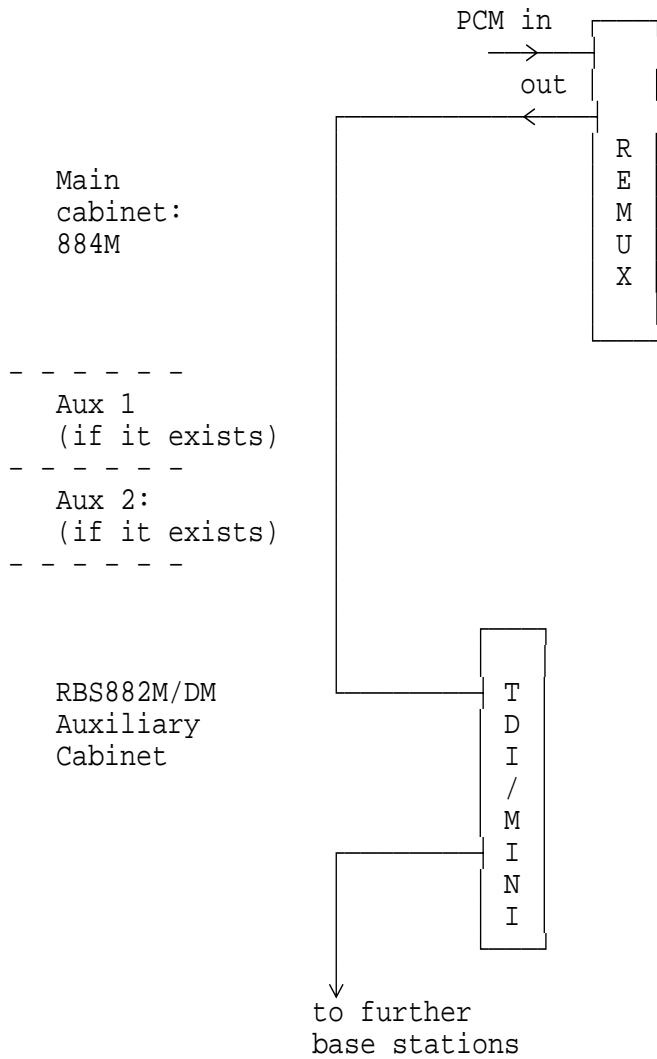 PCM in
out
R
E
M
U
X
Main
cabinet:
884M
- - - - - -
Aux 1
(if it exists)
- - - - - -
Aux 2:
(if it exists)
- - - - - -
RBS882M/DM
Auxiliary
Cabinet
T
D
I
/
M
I
N
I
to further
base stations